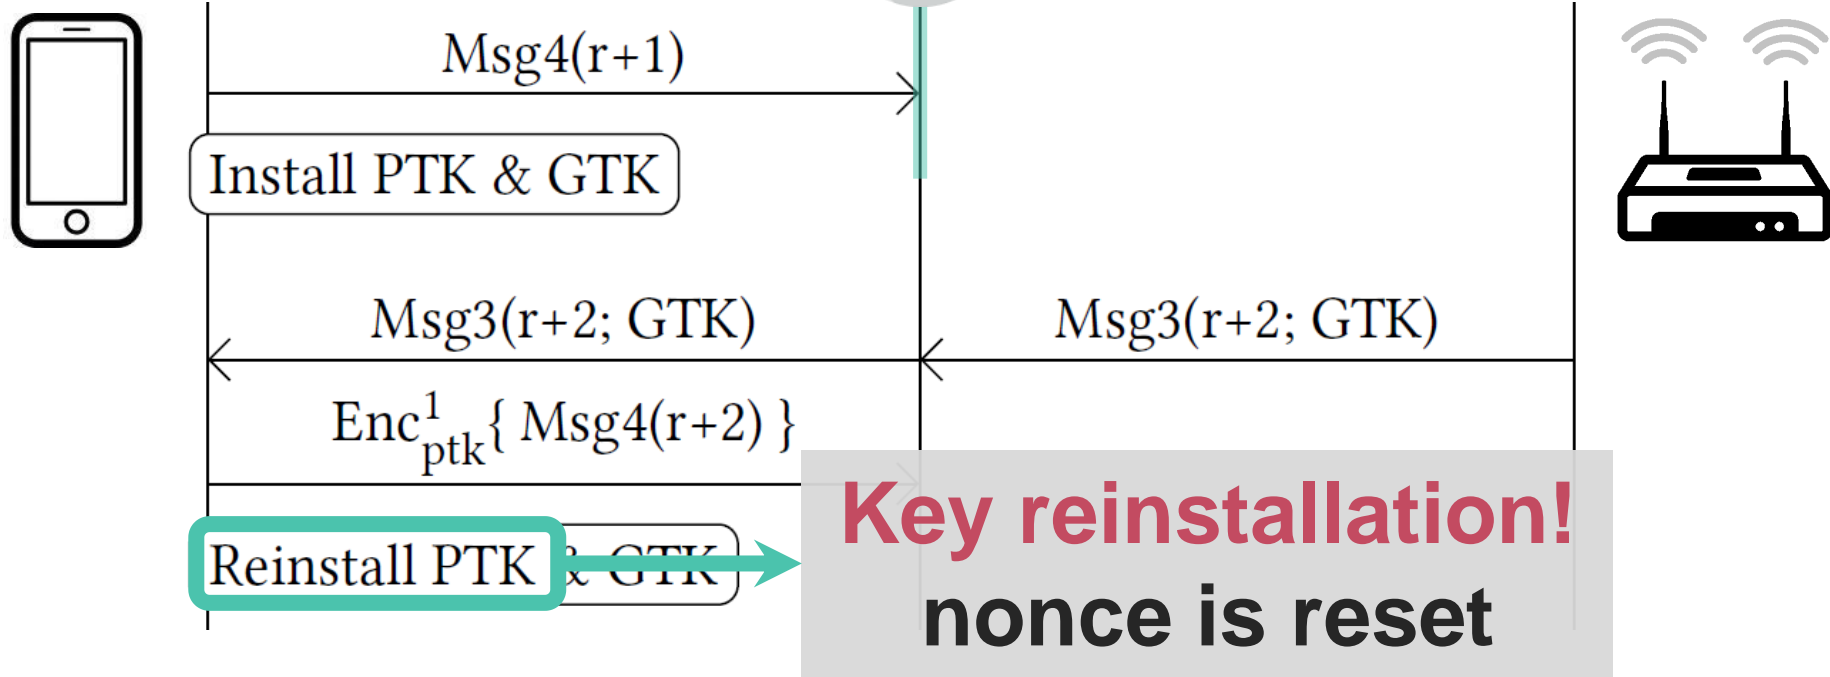 Msg4(r+1)
Install PTK & GTK
Msg3(r+2; GTK)
Msg3(r+2; GTK)
Enc¹ₚₜₖ{ Msg4(r+2) }
Reinstall PTK & GTK
Key reinstallation!
nonce is reset